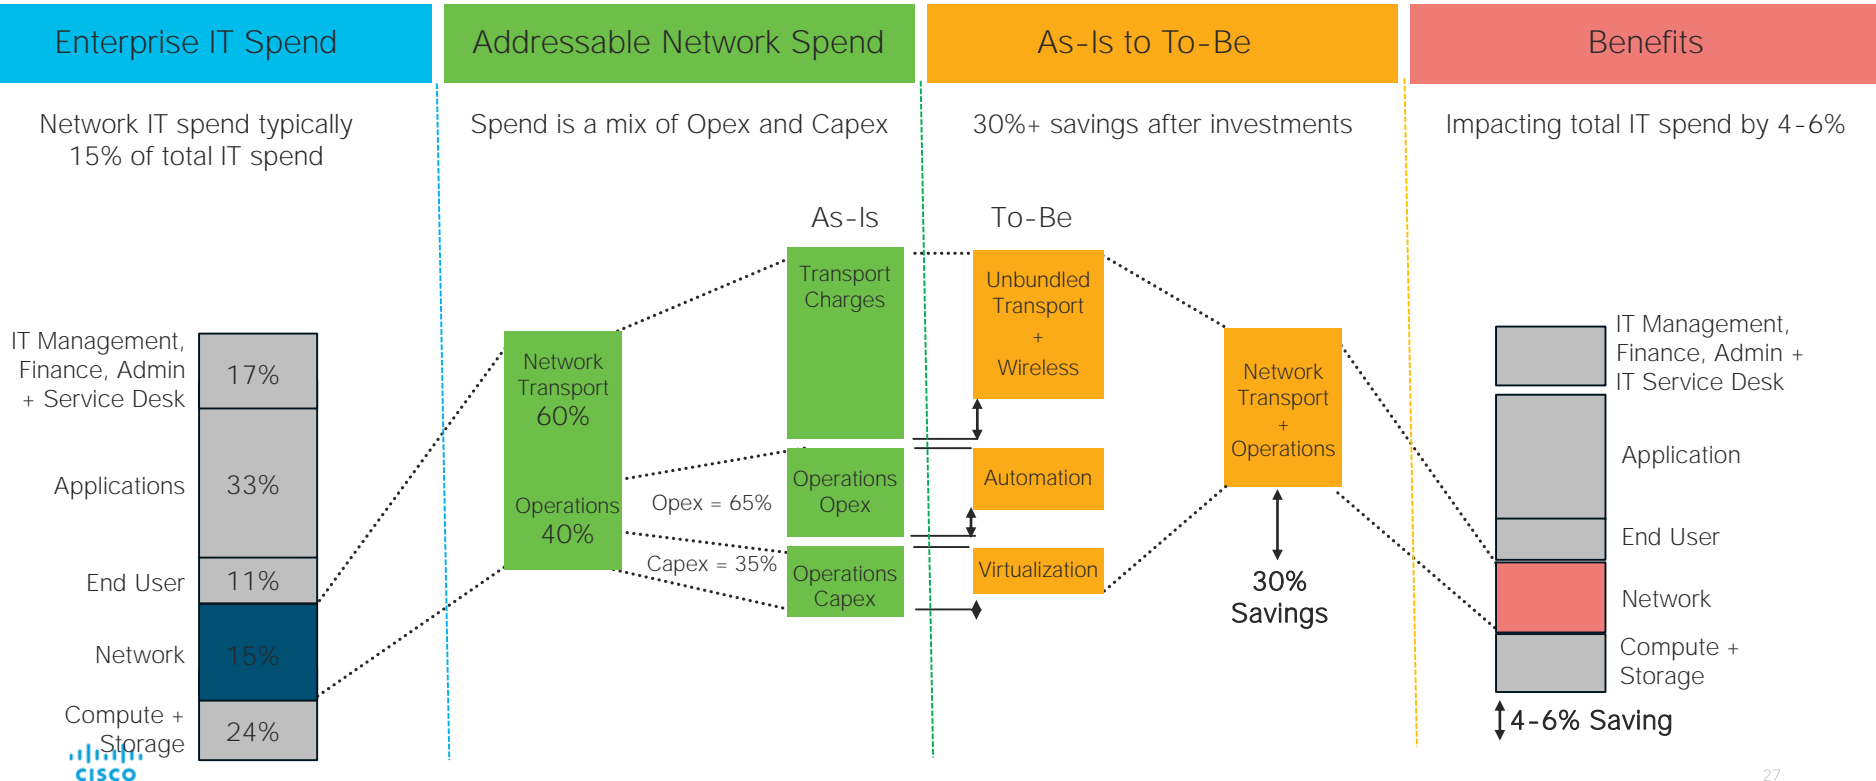 Enterprise IT Spend
Addressable Network Spend
As-Is to To-Be
Benefits
Network IT spend typically
15% of total IT spend
Spend is a mix of Opex and Capex
30%+ savings after investments
Impacting total IT spend by 4-6%
IT Management,
Finance, Admin
+ Service Desk
17%
Applications
33%
End User
11%
Network
15%
Compute +
Storage
24%
Network
Transport
60%
Operations
40%
Opex = 65%
Capex = 35%
As-Is
Transport
Charges
Operations
Opex
Operations
Capex
To-Be
Unbundled
Transport
+
Wireless
Automation
Virtualization
Network
Transport
+
Operations
30%
Savings
IT Management,
Finance, Admin +
IT Service Desk
Application
End User
Network
Compute +
Storage
4-6% Saving
CISCO
27